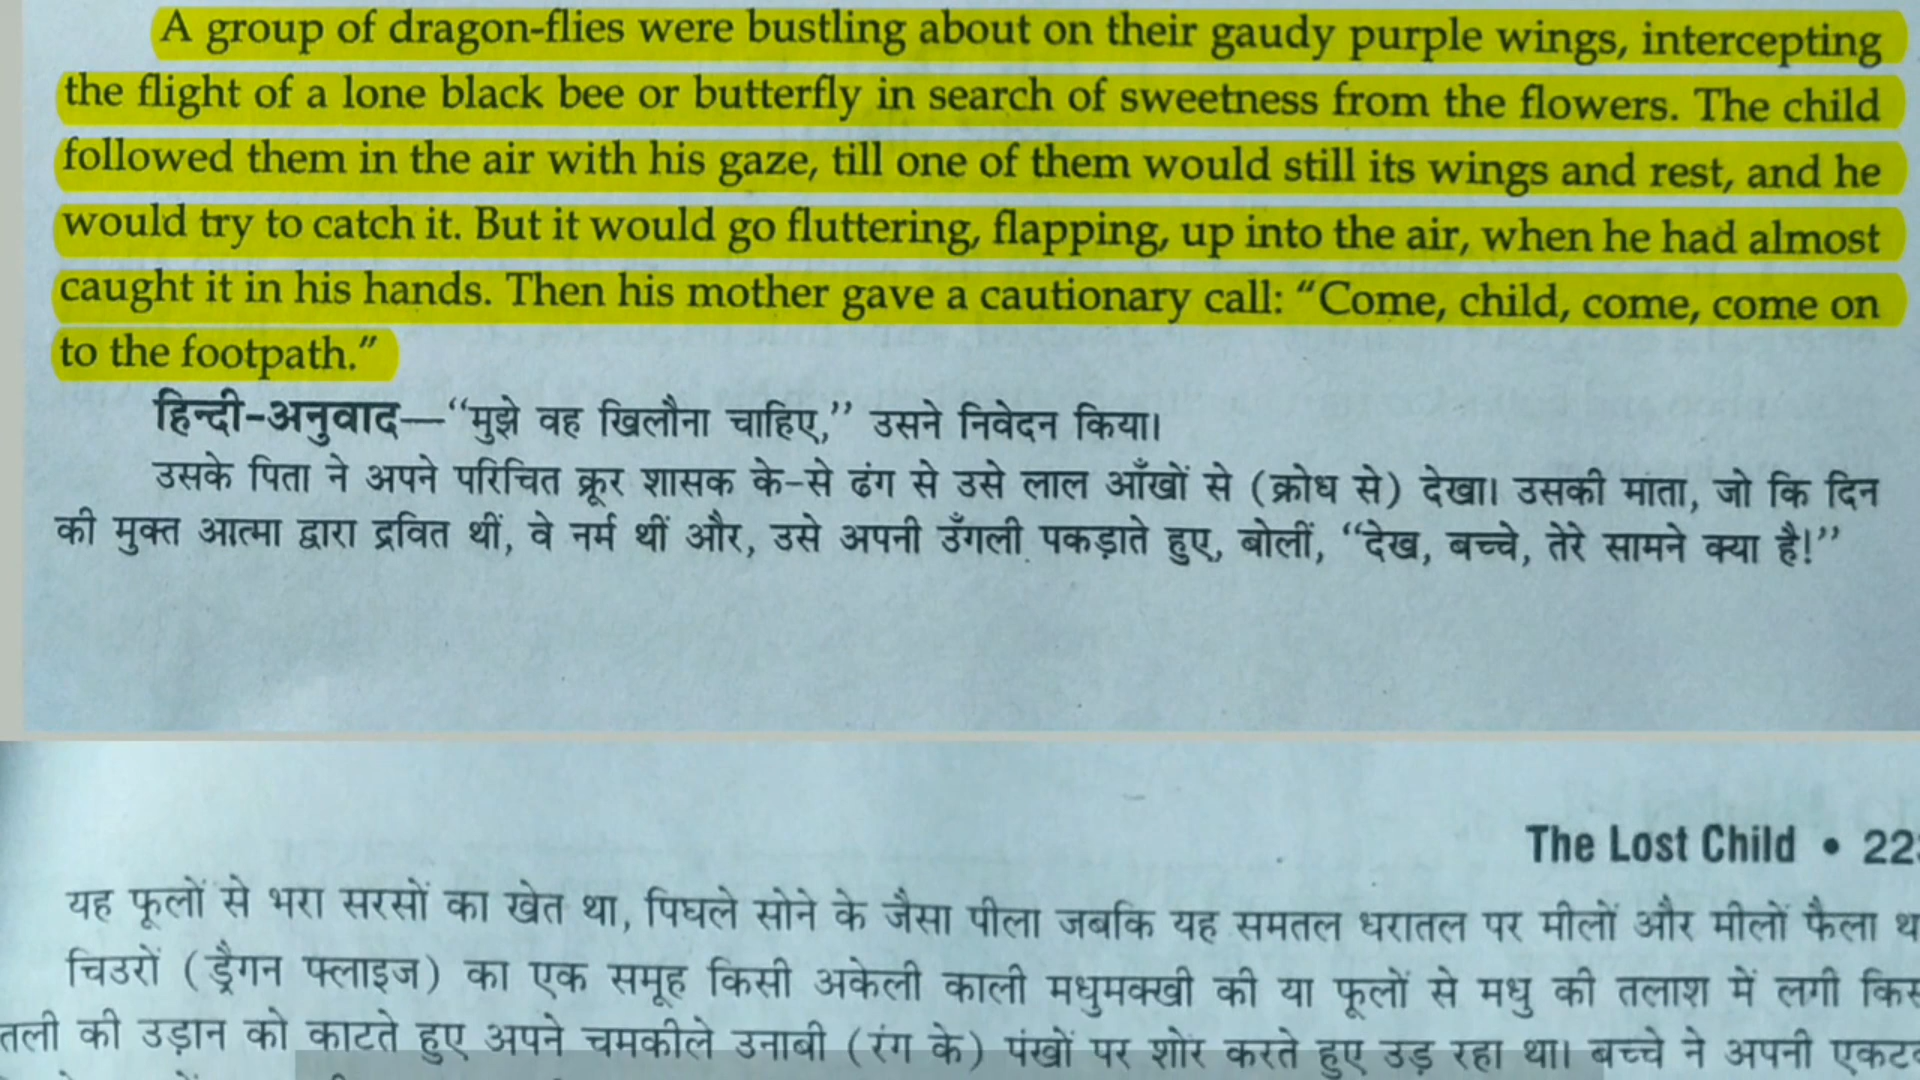 A group of dragon-flies were bustling about on their gaudy purple wings, intercepting
the flight of a lone black bee or butterfly in search of sweetness from the flowers. The child
followed them in the air with his gaze, till one of them would still its wings and rest, and he
would try to catch it. But it would go fluttering, flapping, up into the air, when he had almost
caught it in his hands. Then his mother gave a cautionary call: “Come, child, come, come on
to the footpath.”
हिन्दी-अनुवाद—“मुझे वह खिलौना चाहिए,” उसने निवेदन किया।
उसके पिता ने अपने परिचित क्रूर शासक के-से ढंग से उसे लाल आँखों से (क्रोध से) देखा। उसकी माता, जो कि दिन
की मुक्त आत्मा द्वारा द्रवित थीं, वे नर्म थीं और, उसे अपनी उँगली पकड़ाते हुए, बोलीं, “देख, बच्चे, तेरे सामने क्या है!”
The Lost Child • 22
यह फूलों से भरा सरसों का खेत था, पिघले सोने के जैसा पीला जबकि यह समतल धरातल पर मीलों और मीलों फैला
चिउरों (ड्रैगन फ्लाइज) का एक समूह किसी अकेली काली मधुमक्खी की या फूलों से मधु की तलाश में लगी
तली की उड़ान को काटते हुए अपने चमकीले उनाबी (रंग के) पंखों पर शोर करते हुए उड़ रहा था। बच्चे ने अपनी